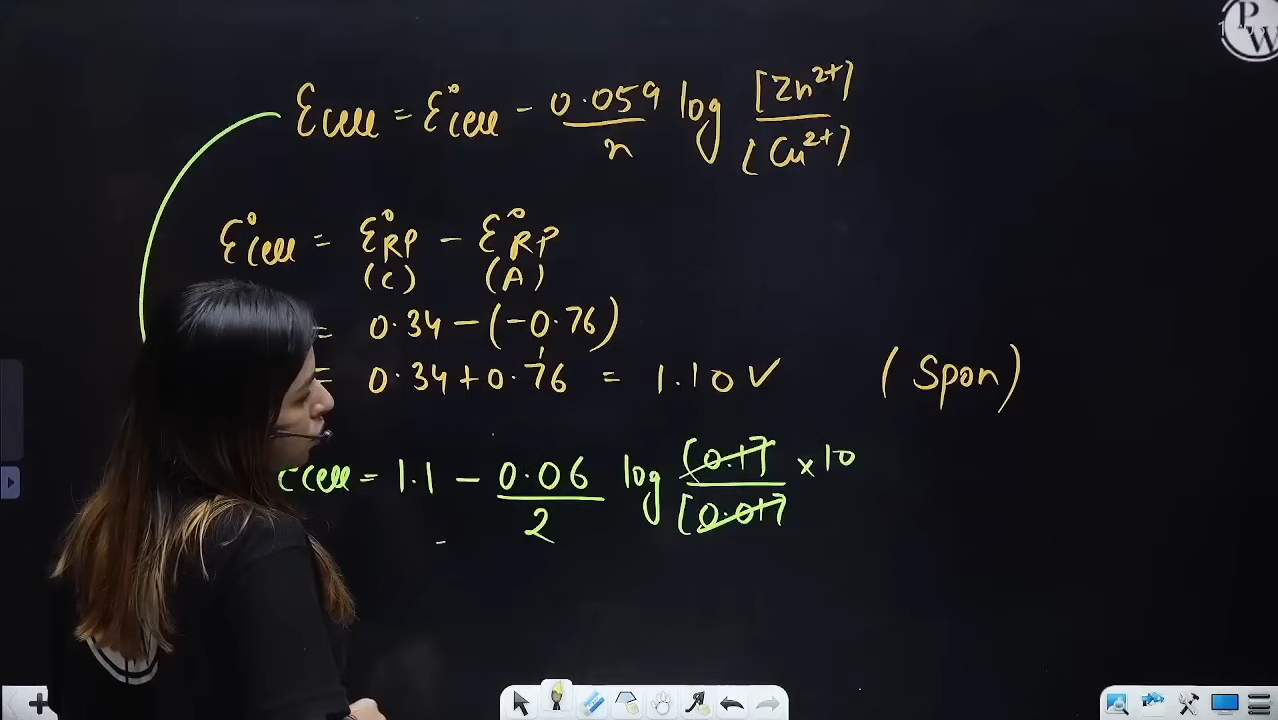 PW
Ecell = E°cell - 0.059/n log [Zn2+]/[Cu2+]
E°cell = E°RP - E°RP
(C) (A)
= 0.34 - (-0.76)
= 0.34 + 0.76 = 1.10 V (Spon)
Ecell = 1.1 - 0.06/2 log [0.1]/[0.01] × 10